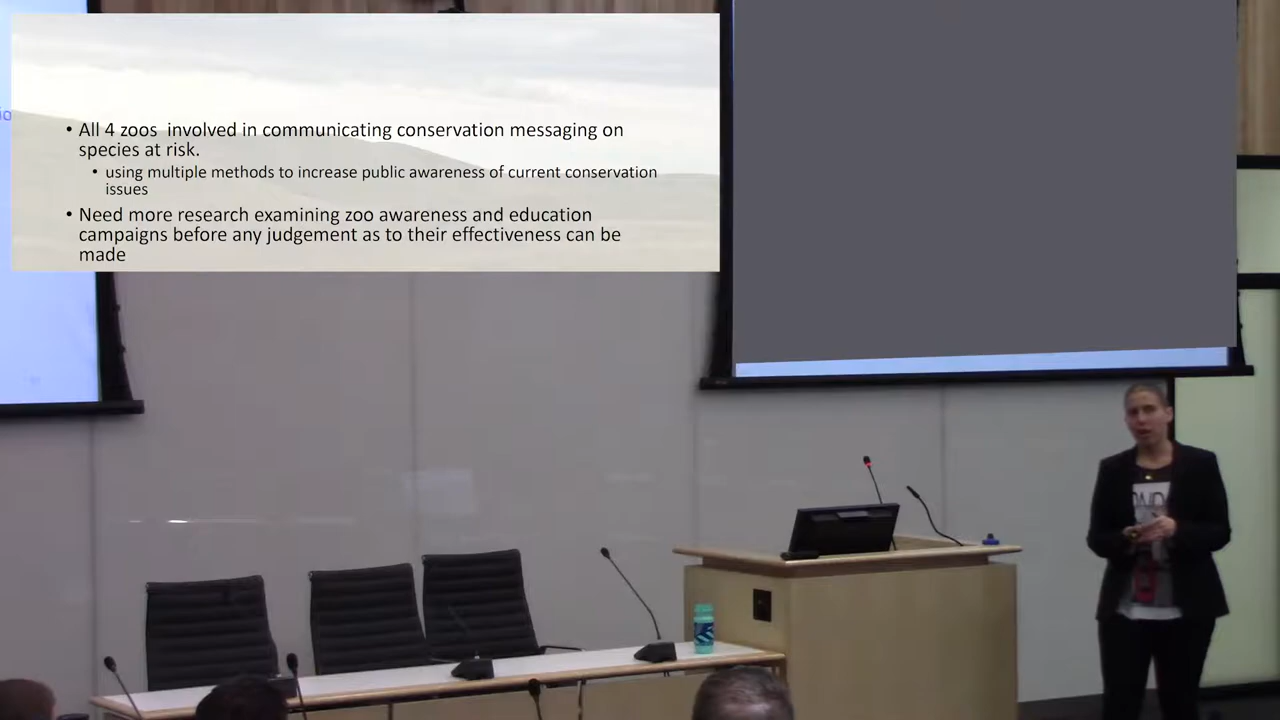 • All 4 zoos involved in communicating conservation messaging on
species at risk.
• using multiple methods to increase public awareness of current conservation
issues
• Need more research examining zoo awareness and education
campaigns before any judgement as to their effectiveness can be
made